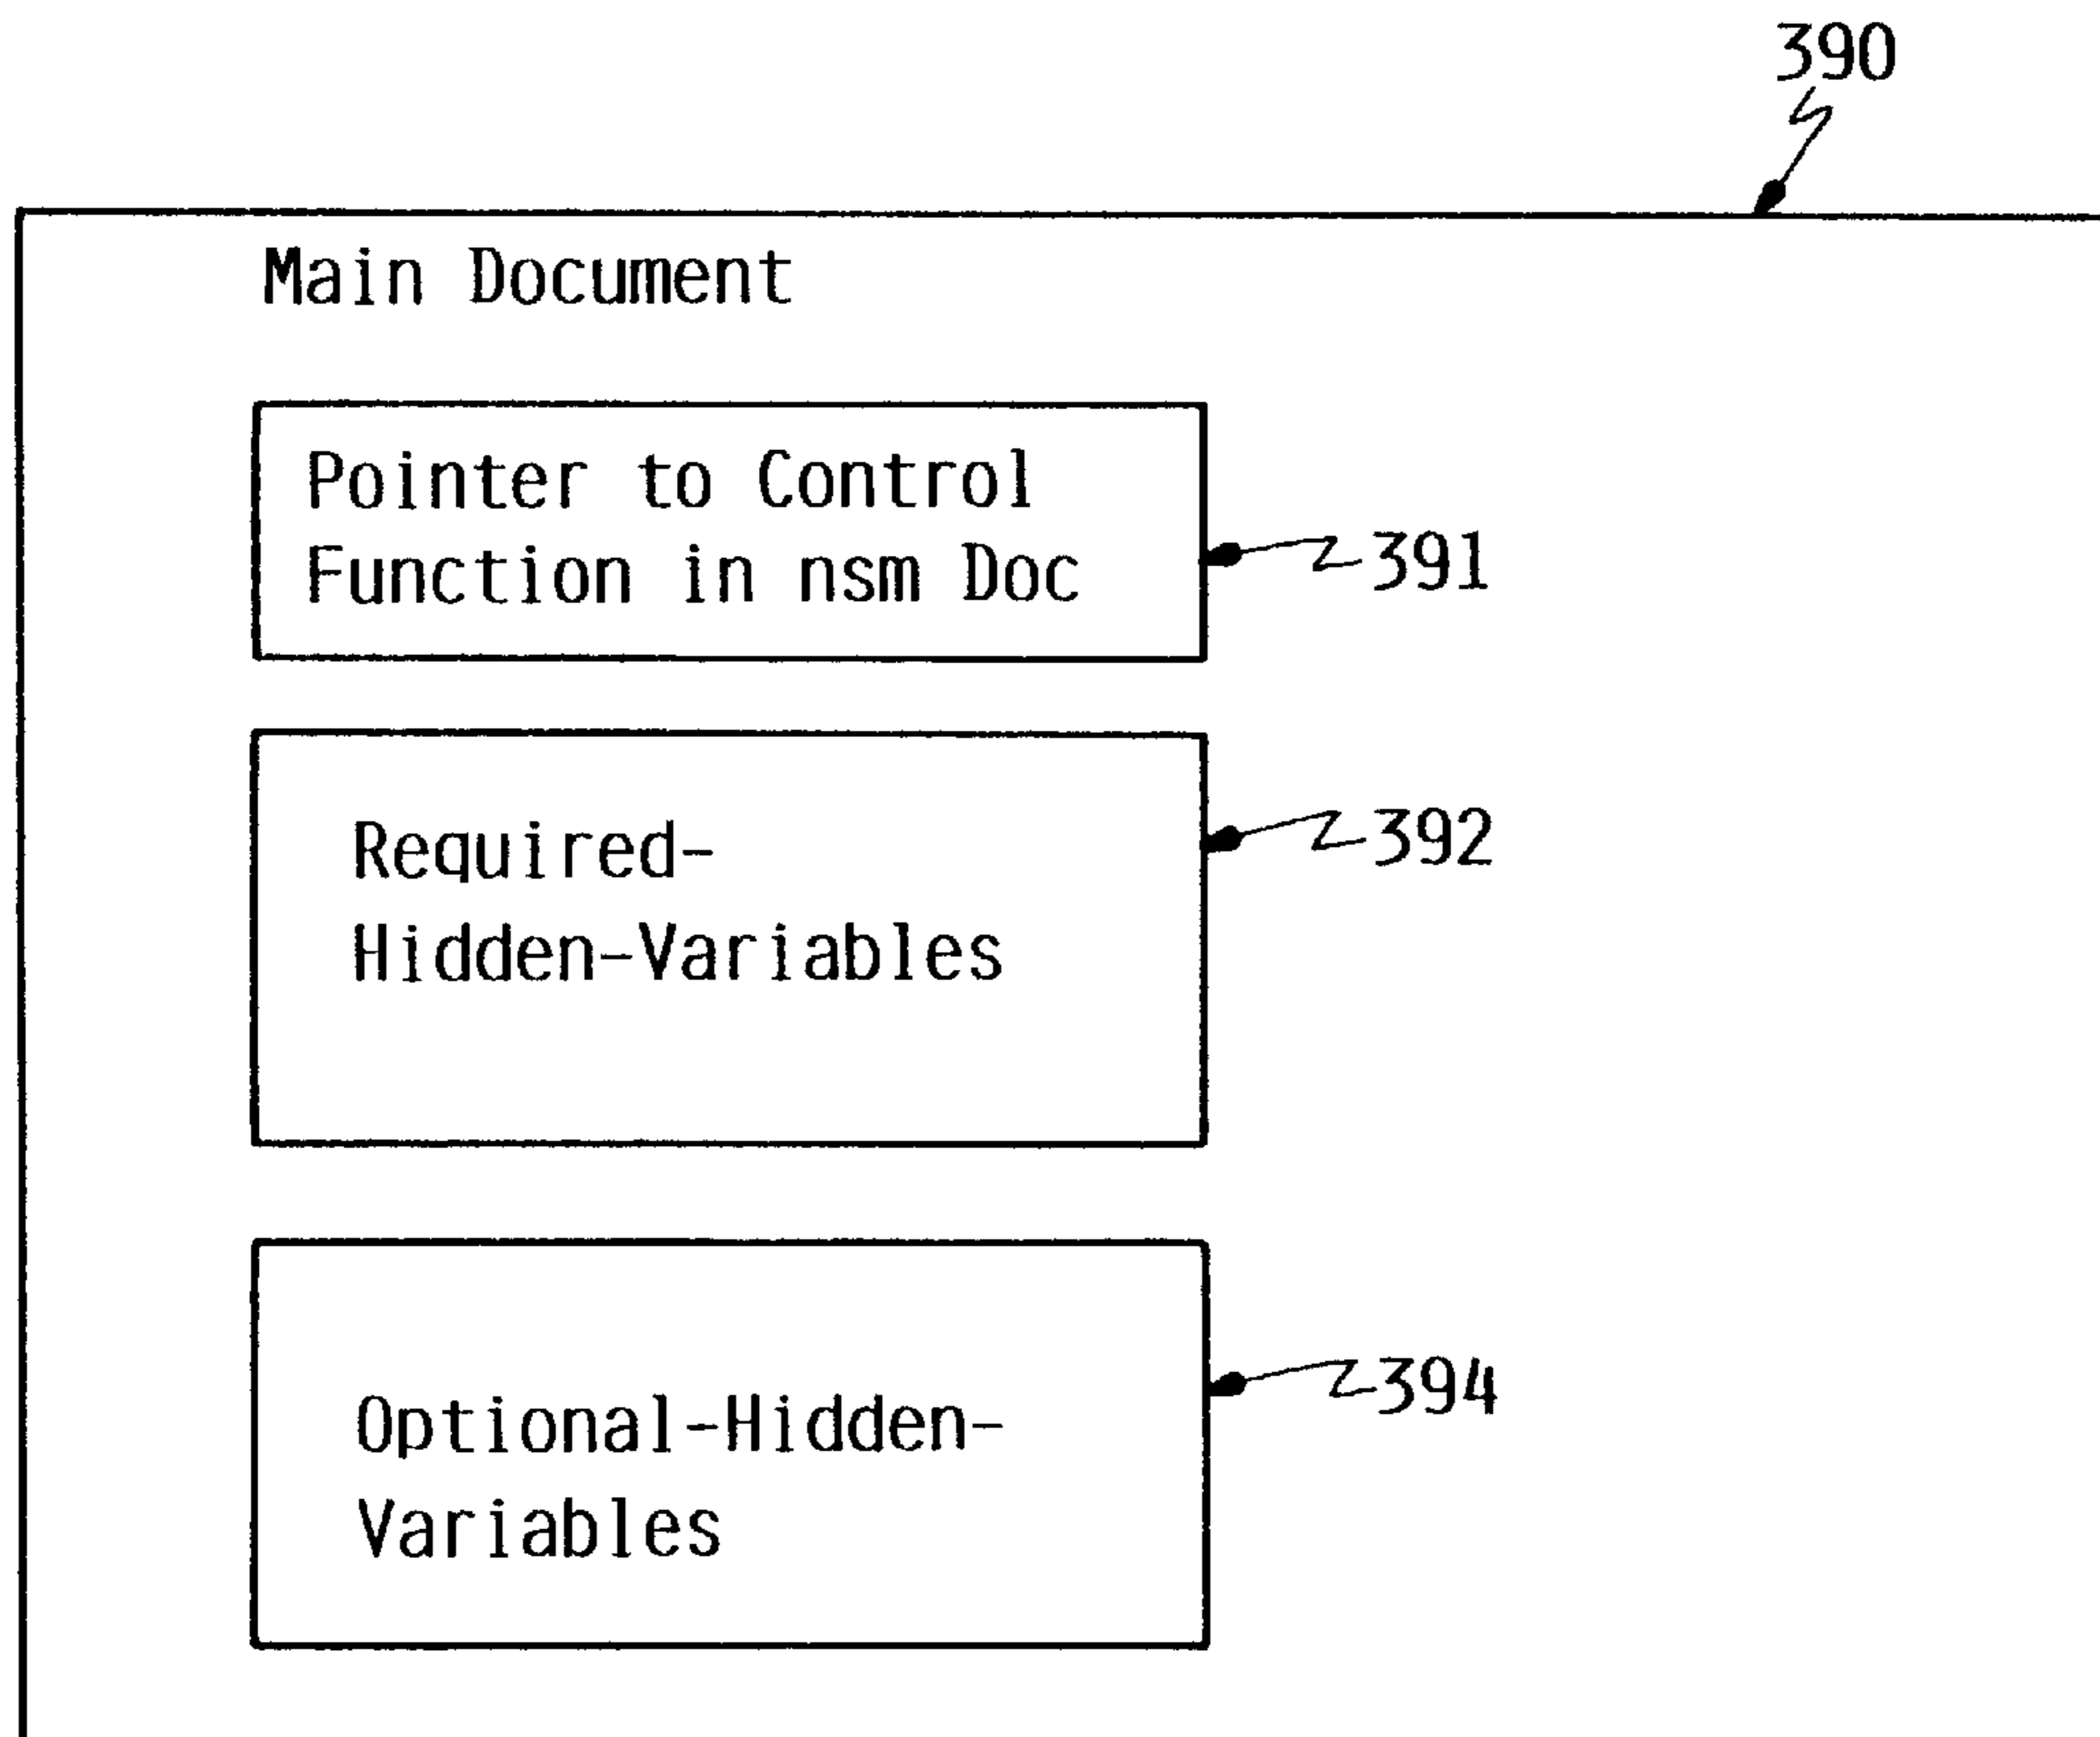 390
Main Document
Pointer to Control
Function in nsm Doc
391
Required-
Hidden-Variables
392
Optional-Hidden-
Variables
394